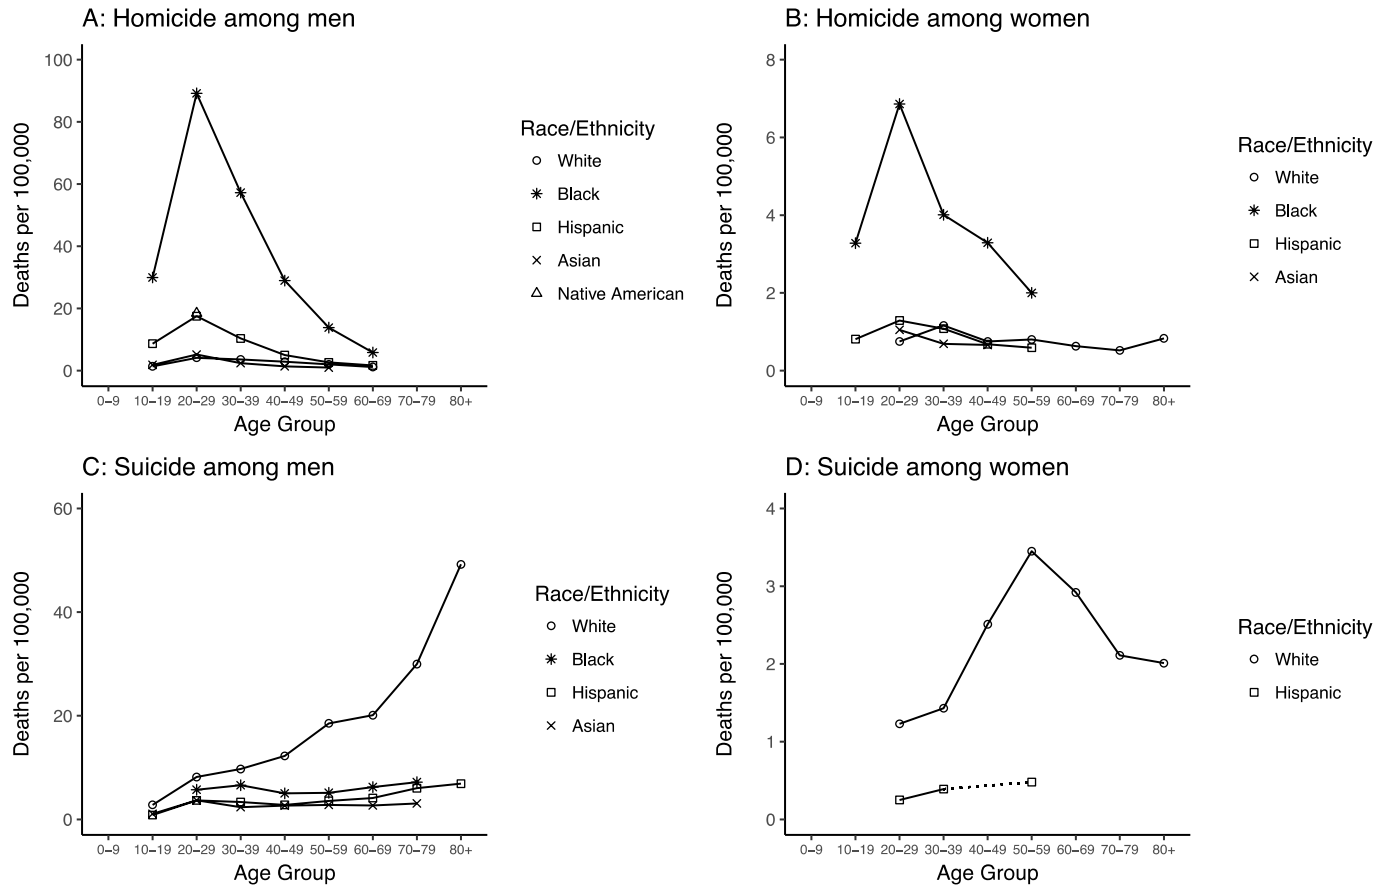 A: Homicide among men
Deaths per 100,000
100
80
60
40
20
0
0−9 10−19 20−29 30−39 40−49 50−59 60−69 70−79 80+
Age Group
Race/Ethnicity
White
Black
Hispanic
Asian
Native American
B: Homicide among women
Deaths per 100,000
8
6
4
2
0
0−9 10−19 20−29 30−39 40−49 50−59 60−69 70−79 80+
Age Group
Race/Ethnicity
White
Black
Hispanic
Asian
C: Suicide among men
Deaths per 100,000
60
40
20
0
0−9 10−19 20−29 30−39 40−49 50−59 60−69 70−79 80+
Age Group
Race/Ethnicity
White
Black
Hispanic
Asian
D: Suicide among women
Deaths per 100,000
4
3
2
1
0
0−9 10−19 20−29 30−39 40−49 50−59 60−69 70−79 80+
Age Group
Race/Ethnicity
White
Hispanic